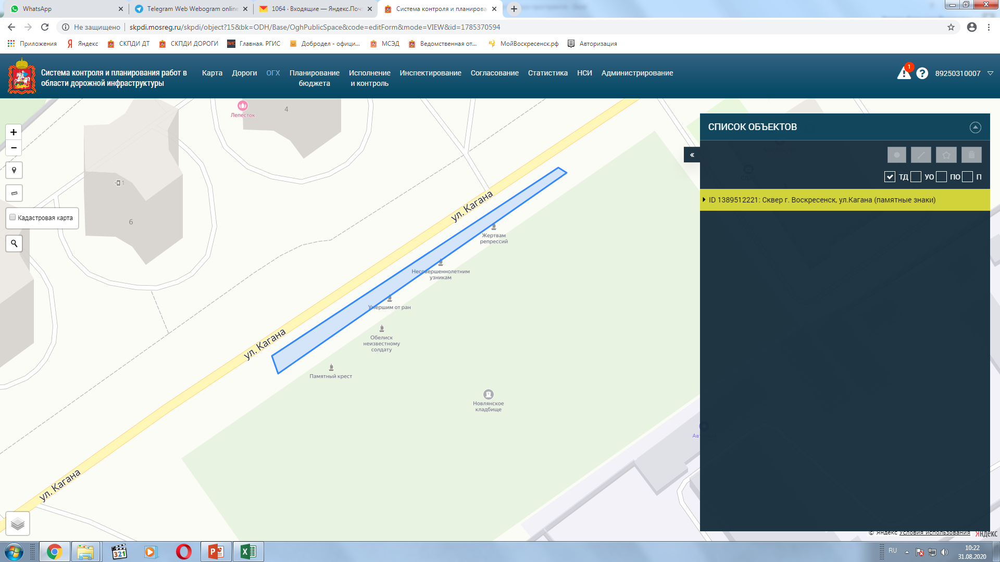 WhatsApp
Telegram Web Webogram online
1064 · Входящие — Яндекс.Почт
Система контроля и планирова
Не защищено
skpdi.mosreg.ru/skpdi/object?15&bk=ODH/Base/OghPublicSpace&code=editForm&mode=VIEW&id=1785370594
Приложения
Яндекс
СКПДИ ДТ
СКПДИ ДОРОГИ
Главная. РГИС
Добродел - офици...
МСЭД
Ведомственная от...
МойВоскресенск.рф
Авторизация
Система контроля и планирования работ в
области дорожной инфраструктуры
Карта
Дороги
ОГХ
Планирование
бюджета
Исполнение
и контроль
Инспектирование
Согласование
Статистика
НСИ
Администрирование
1
89250310007
СПИСОК ОБЪЕКТОВ
ТД
УО
ПО
П
ID 1389512221: Сквер г. Воскресенск, ул.Кагана (памятные знаки)
+
−
Кадастровая карта
Лепесток
4
1
6
ул. Кагана
Жертвам
репрессий
Несовершеннолетним
узникам
Умершим от ран
ул. Кагана
Обелиск
неизвестному
солдату
Памятный крест
Новлянское
кладбище
Авт
ул. Кагана
© Яндекс Условия использования
Яндекс
321
RU
10:22
31.08.2020